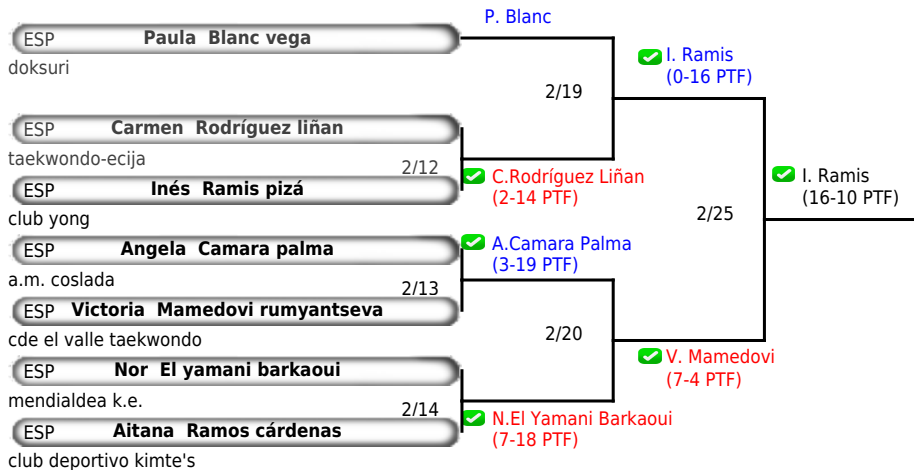 P. Blanc
ESP Paula Blanc vega
doksuri
I. Ramis
(0-16 PTF)
2/19
ESP Carmen Rodríguez liñan
taekwondo-ecija
2/12
C.Rodríguez Liñan
(2-14 PTF)
ESP Inés Ramis pizá
club yong
I. Ramis
(16-10 PTF)
2/25
ESP Angela Camara palma
a.m. coslada
A.Camara Palma
(3-19 PTF)
2/13
ESP Victoria Mamedovi rumyantseva
cde el valle taekwondo
2/20
V. Mamedovi
(7-4 PTF)
ESP Nor El yamani barkaoui
mendialdea k.e.
2/14
N.El Yamani Barkaoui
(7-18 PTF)
ESP Aitana Ramos cárdenas
club deportivo kimte's